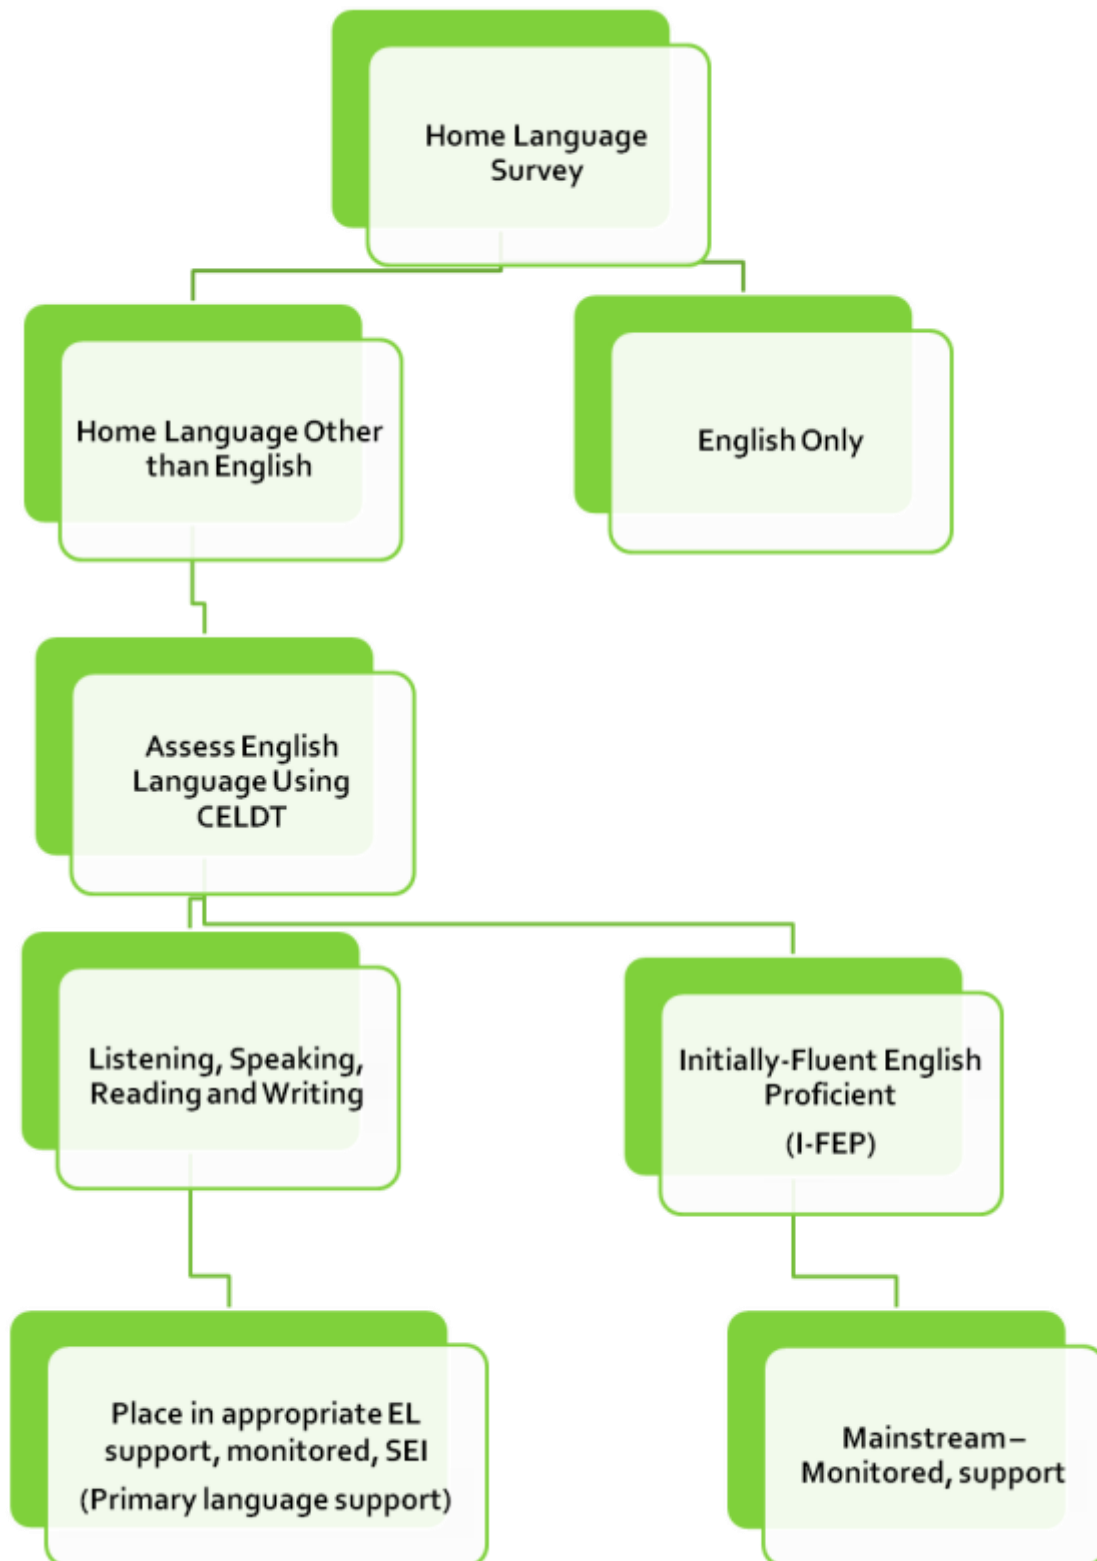 Home Language
Survey
Home Language Other
than English
English Only
Assess English
Language Using
CELDT
Listening, Speaking,
Reading and Writing
Initially-Fluent English
Proficient
(I-FEP)
Place in appropriate EL
support, monitored, SEI
(Primary language support)
Mainstream –
Monitored, support